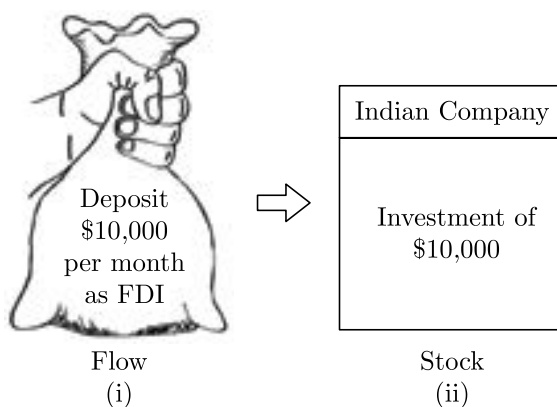 Deposit
$10,000
per month
as FDI
Flow
(i)
Indian Company
Investment of
$10,000
Stock
(ii)